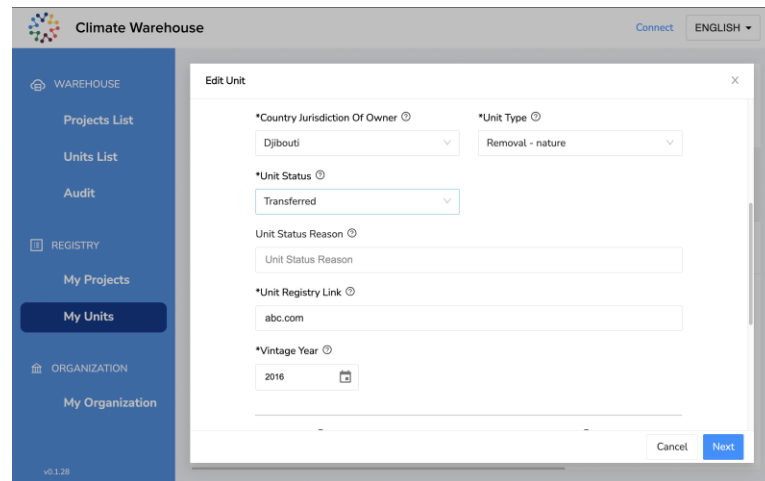 Climate Warehouse
Connect
ENGLISH
WAREHOUSE
Projects List
Units List
Audit
REGISTRY
My Projects
My Units
ORGANIZATION
My Organization
v0.1.28
Edit Unit
*Country Jurisdiction Of Owner
*Unit Type
Djibouti
Removal - nature
*Unit Status
Transferred
Unit Status Reason
Unit Status Reason
*Unit Registry Link
abc.com
*Vintage Year
2016
Cancel
Next